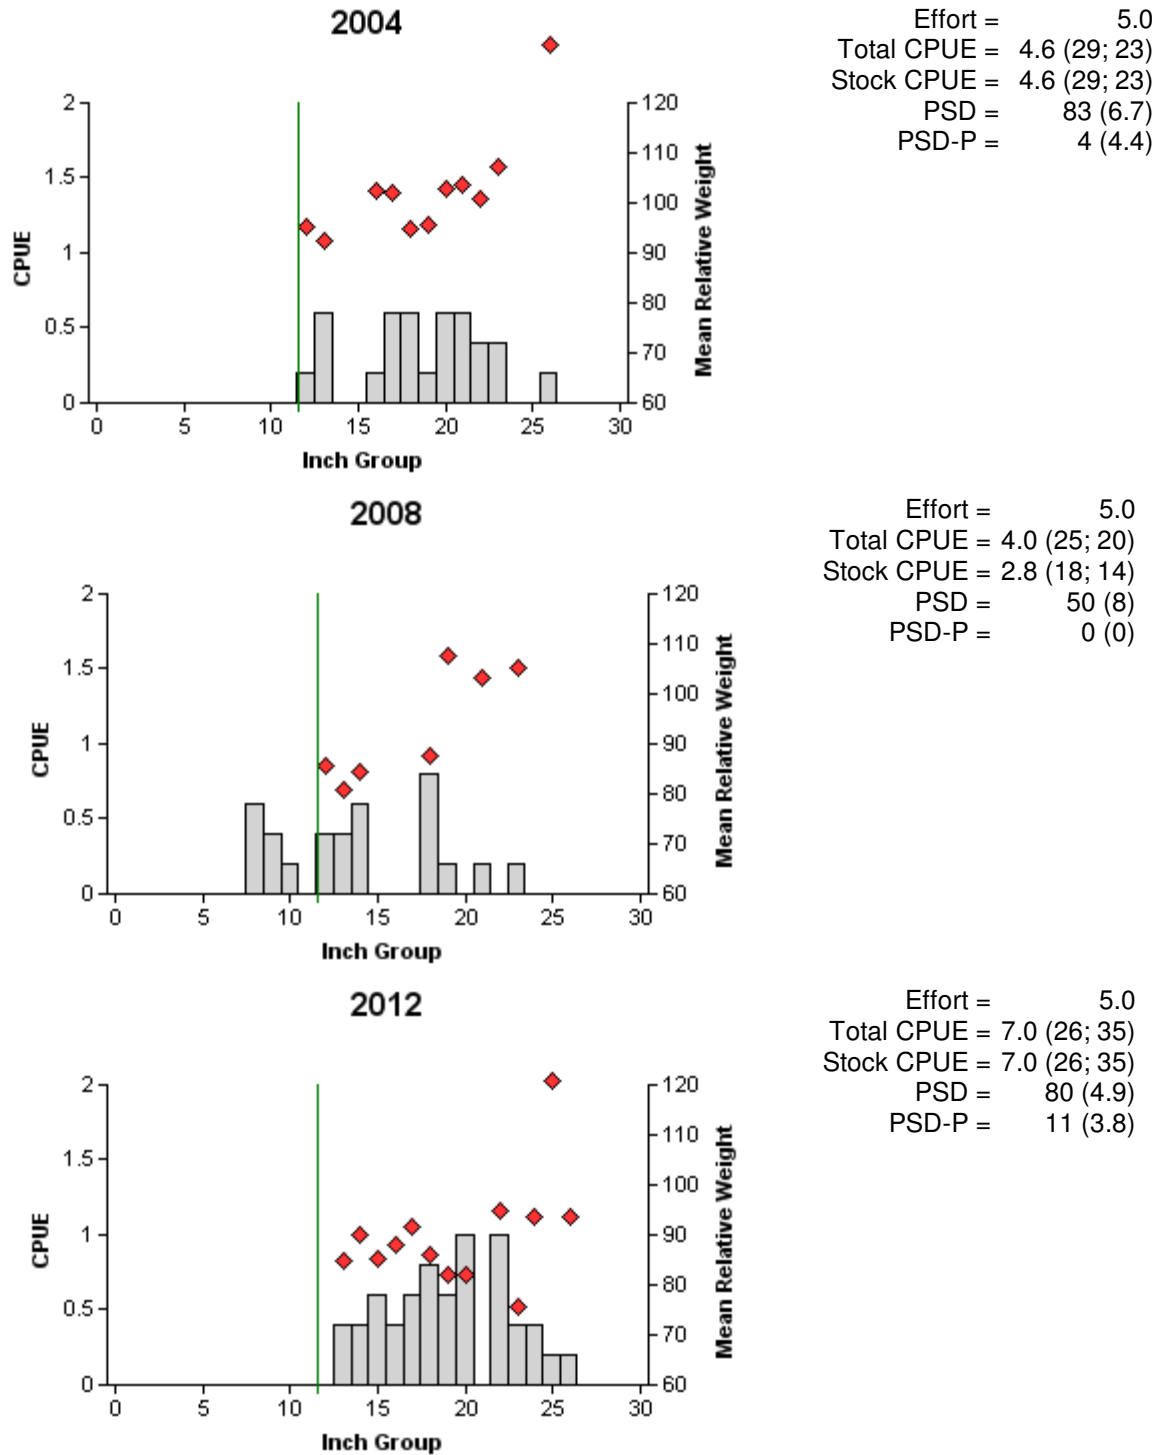 2004
Effort = 5.0
Total CPUE = 4.6 (29; 23)
Stock CPUE = 4.6 (29; 23)
PSD = 83 (6.7)
PSD-P = 4 (4.4)
2
1.5
1
0.5
0
CPUE
120
110
100
90
80
70
60
Mean Relative Weight
0 5 10 15 20 25 30
Inch Group
2008
Effort = 5.0
Total CPUE = 4.0 (25; 20)
Stock CPUE = 2.8 (18; 14)
PSD = 50 (8)
PSD-P = 0 (0)
2
1.5
1
0.5
0
CPUE
120
110
100
90
80
70
60
Mean Relative Weight
0 5 10 15 20 25 30
Inch Group
2012
Effort = 5.0
Total CPUE = 7.0 (26; 35)
Stock CPUE = 7.0 (26; 35)
PSD = 80 (4.9)
PSD-P = 11 (3.8)
2
1.5
1
0.5
0
CPUE
120
110
100
90
80
70
60
Mean Relative Weight
0 5 10 15 20 25 30
Inch Group